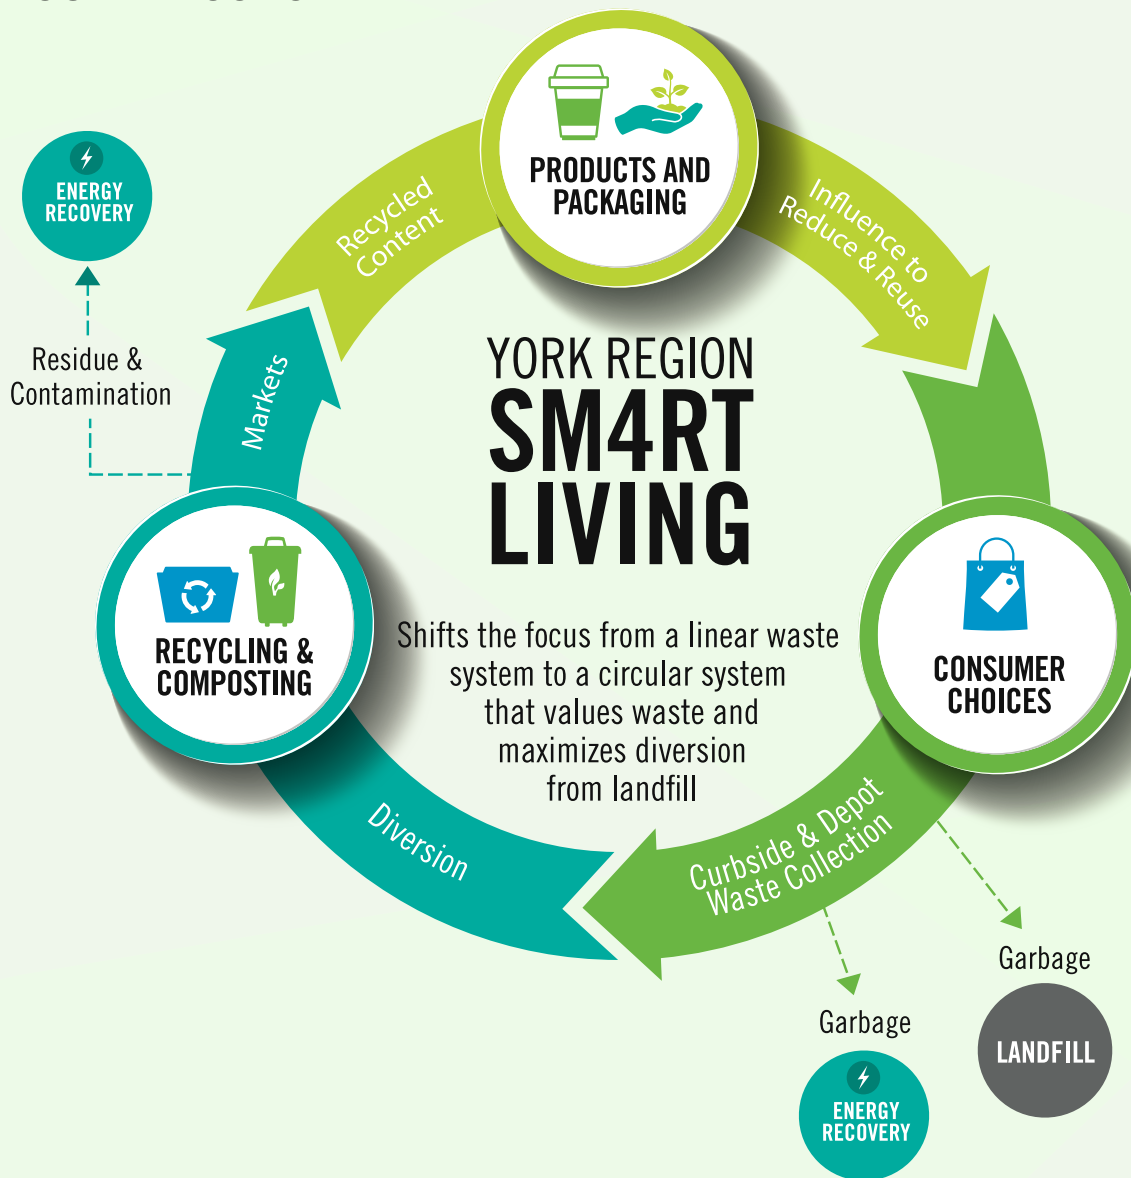 PRODUCTS AND
PACKAGING
ENERGY
RECOVERY
Recycled
Content
Influence to
Reduce & Reuse
Residue &
Contamination
Markets
YORK REGION
SM4RT
LIVING
RECYCLING &
COMPOSTING
Shifts the focus from a linear waste
system to a circular system
that values waste and
maximizes diversion
from landfill
CONSUMER
CHOICES
Diversion
Curbside & Depot
Waste Collection
Garbage
LANDFILL
Garbage
ENERGY
RECOVERY